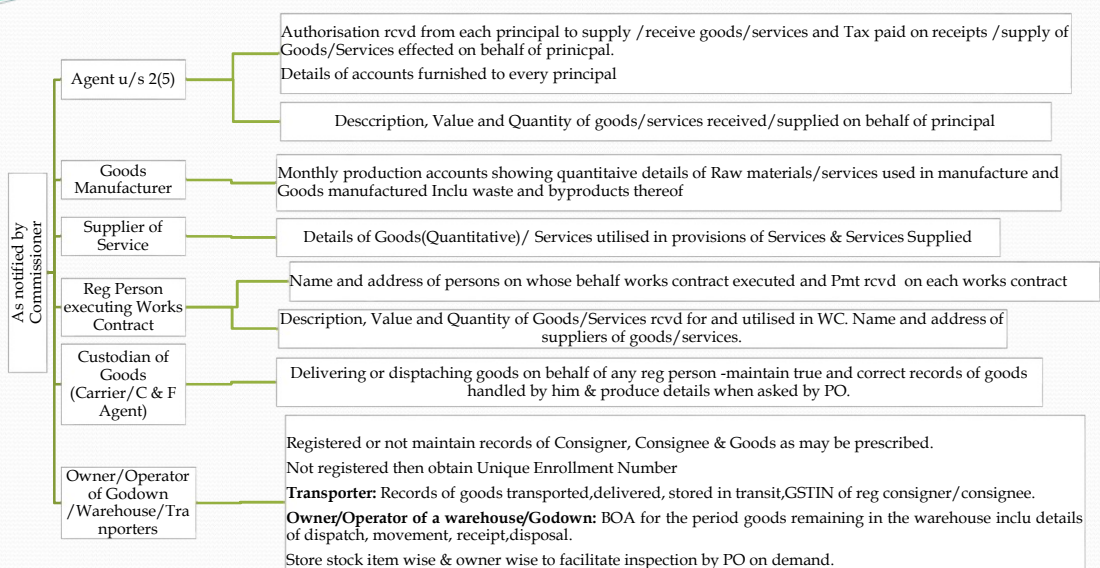 As notified by
Commissioner
Agent u/s 2(5)
Authorisation rcvd from each principal to supply /receive goods/services and Tax paid on receipts /supply of
Goods/Services effected on behalf of prinicpal.
Details of accounts furnished to every principal
Desccription, Value and Quantity of goods/services received/supplied on behalf of principal
Goods
Manufacturer
Monthly production accounts showing quantitaive details of Raw materials/services used in manufacture and
Goods manufactured Inclu waste and byproducts thereof
Supplier of
Service
Details of Goods(Quantitative)/ Services utilised in provisions of Services & Services Supplied
Reg Person
executing Works
Contract
Name and address of persons on whose behalf works contract executed and Pmt rcvd on each works contract
Description, Value and Quantity of Goods/Services rcvd for and utilised in WC. Name and address of
suppliers of goods/services.
Custodian of
Goods
(Carrier/C & F
Agent)
Delivering or disptaching goods on behalf of any reg person -maintain true and correct records of goods
handled by him & produce details when asked by PO.
Owner/Operator
of Godown
/Warehouse/Tra
nporters
Registered or not maintain records of Consigner, Consignee & Goods as may be prescribed.
Not registered then obtain Unique Enrollment Number
Transporter: Records of goods transported,delivered, stored in transit,GSTIN of reg consigner/consignee.
Owner/Operator of a warehouse/Godown: BOA for the period goods remaining in the warehouse inclu details
of dispatch, movement, receipt,disposal.
Store stock item wise & owner wise to facilitate inspection by PO on demand.